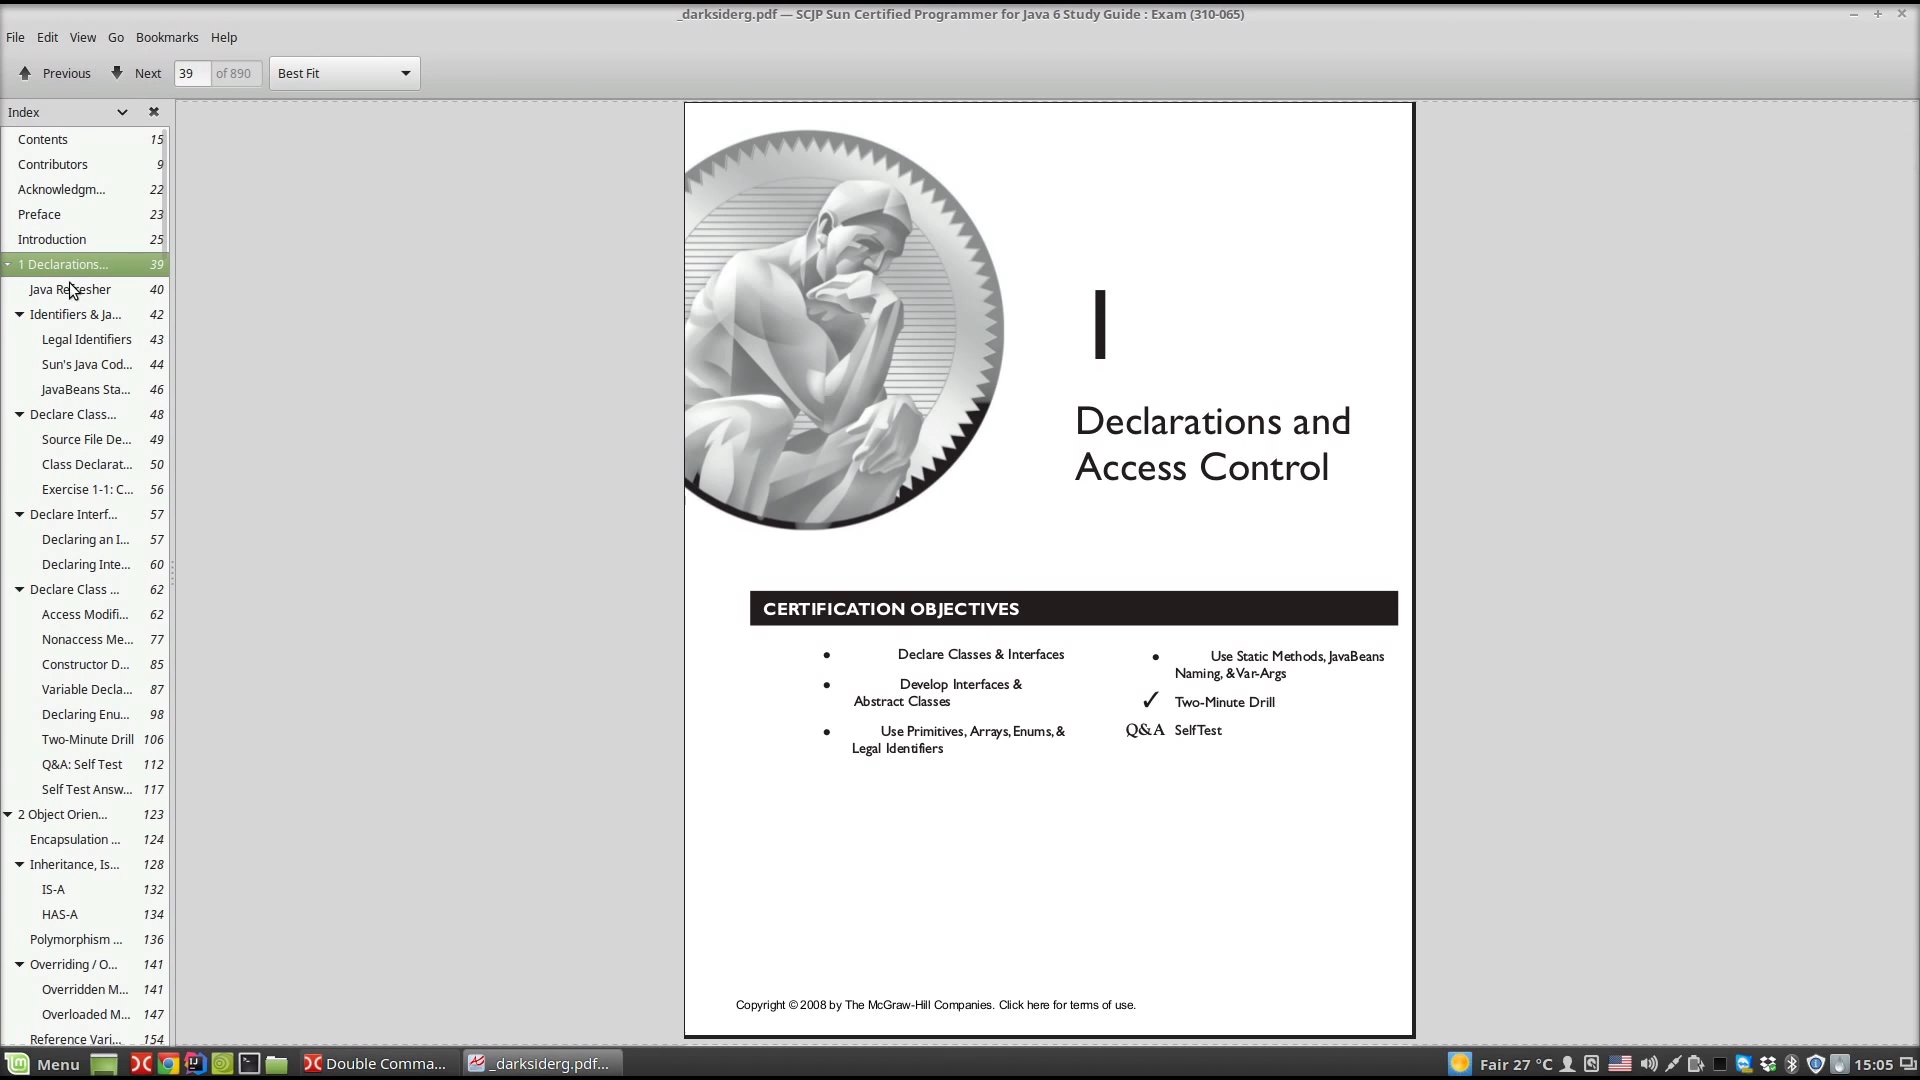 _darksiderg.pdf — SCJP Sun Certified Programmer for Java 6 Study Guide : Exam (310-065)
File Edit View Go Bookmarks Help
Previous Next 39 of 890 Best Fit
Index
Contents 15
Contributors 9
Acknowledgm... 22
Preface 23
Introduction 25
1 Declarations... 39
Java Refresher 40
Identifiers & Ja... 42
Legal Identifiers 43
Sun's Java Cod... 44
JavaBeans Sta... 46
Declare Class... 48
Source File De... 49
Class Declarat... 50
Exercise 1-1: C... 56
Declare Interf... 57
Declaring an I... 57
Declaring Inte... 60
Declare Class ... 62
Access Modifi... 62
Nonaccess Me... 77
Constructor D... 85
Variable Decla... 87
Declaring Enu... 98
Two-Minute Drill 106
Q&A: Self Test 112
Self Test Answ... 117
2 Object Orien... 123
Encapsulation ... 124
Inheritance, Is... 128
IS-A 132
HAS-A 134
Polymorphism ... 136
Overriding / O... 141
Overridden M... 141
Overloaded M... 147
Reference Vari... 154
1
Declarations and
Access Control
CERTIFICATION OBJECTIVES
• Declare Classes & Interfaces
• Develop Interfaces &
Abstract Classes
• Use Primitives, Arrays, Enums, &
Legal Identifiers
• Use Static Methods, JavaBeans
Naming, & Var-Args
✓ Two-Minute Drill
Q&A Self Test
Copyright © 2008 by The McGraw-Hill Companies. Click here for terms of use.
Menu Double Comma... _darksiderg.pdf... Fair 27 °C 15:05